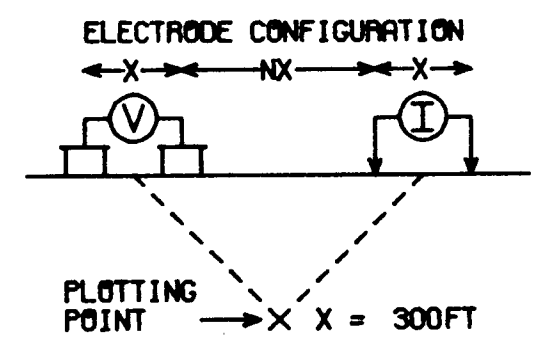 ELECTRODE CONFIGURATION
X NX X
V I
PLOTTING
POINT X = 300FT